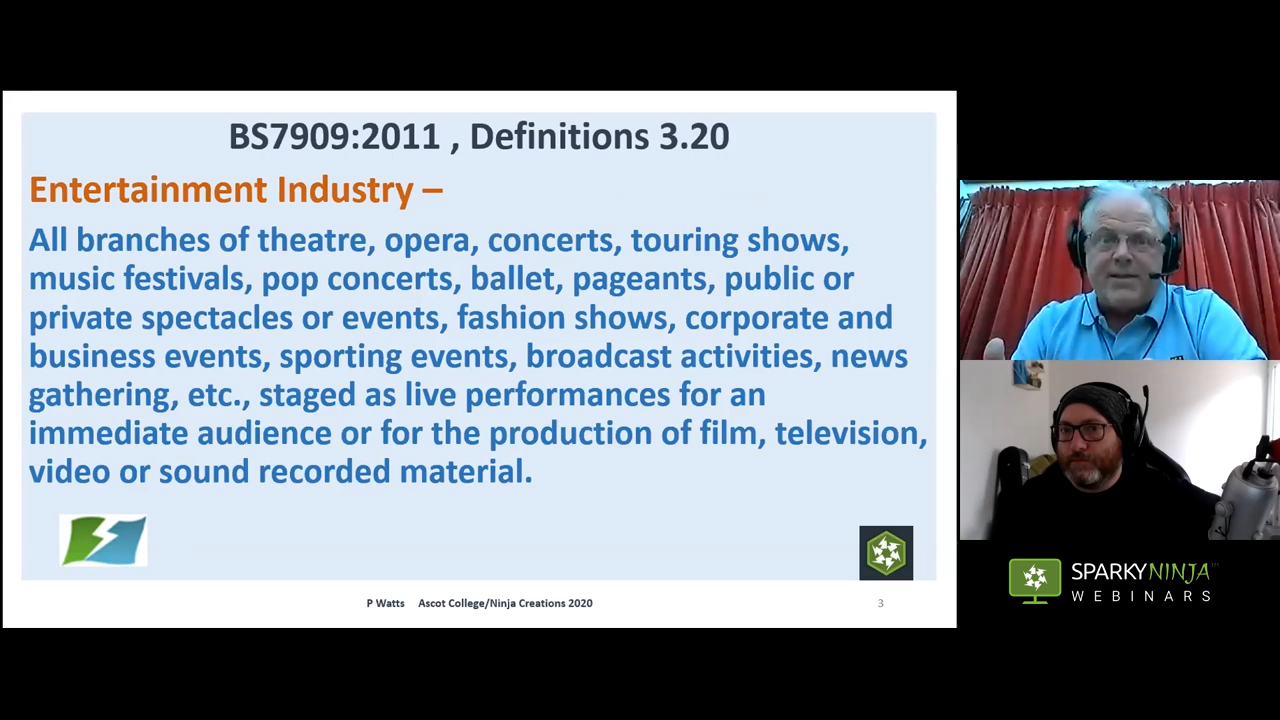 BS7909:2011 , Definitions 3.20
Entertainment Industry –
All branches of theatre, opera, concerts, touring shows,
music festivals, pop concerts, ballet, pageants, public or
private spectacles or events, fashion shows, corporate and
business events, sporting events, broadcast activities, news
gathering, etc., staged as live performances for an
immediate audience or for the production of film, television,
video or sound recorded material.
P Watts Ascot College/Ninja Creations 2020
3
SPARKYNINJA™
WEBINARS